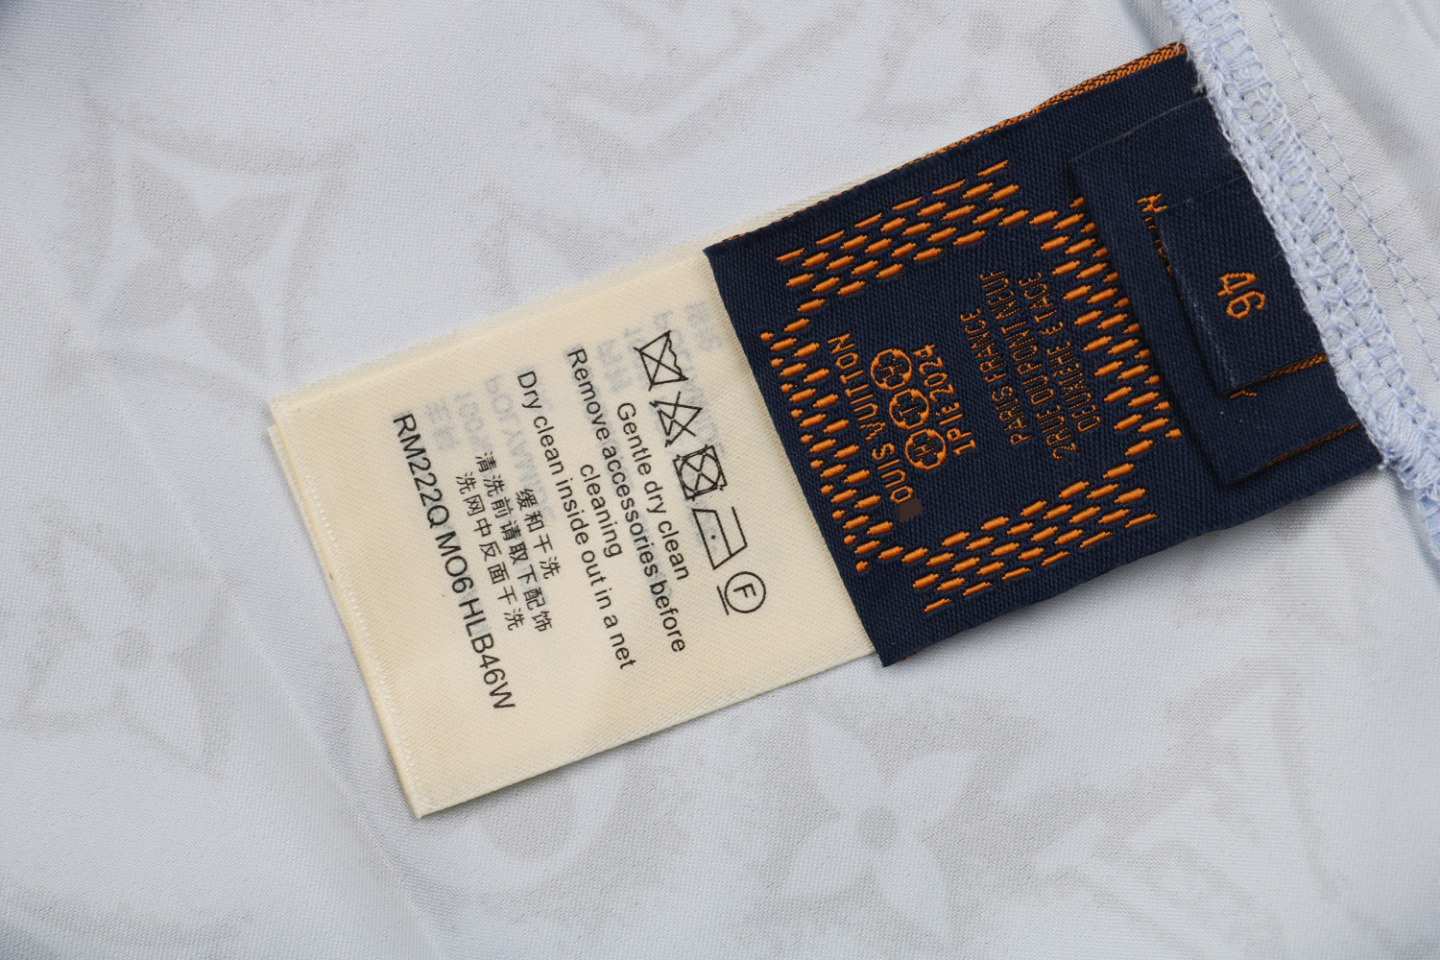 46
LOUIS VUITTON
1PIE 2024
PARIS FRANCE
2 RUE DU PONT NEUF
DEUXIEME ETAGE
F
Gentle dry clean
Remove accessories before
cleaning
Dry clean inside out in a net
缓和干洗
清洗前请取下配饰
洗网中反面干洗
RM222Q MO6 HLB46W